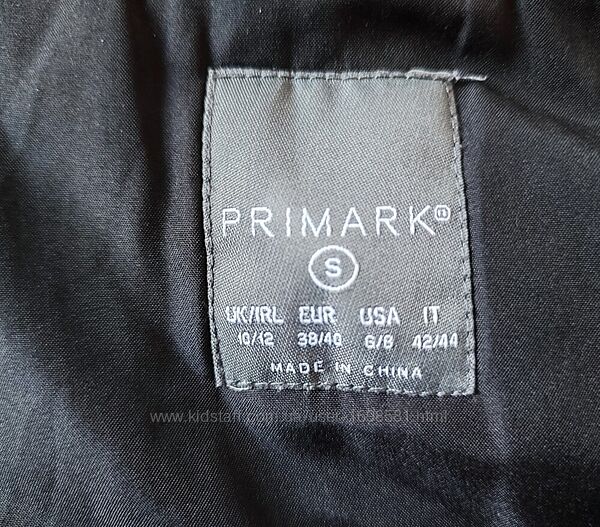 PRIMARK®
S
UK/IRL EUR USA IT
10/12 38/40 6/8 42/44
MADE IN CHINA